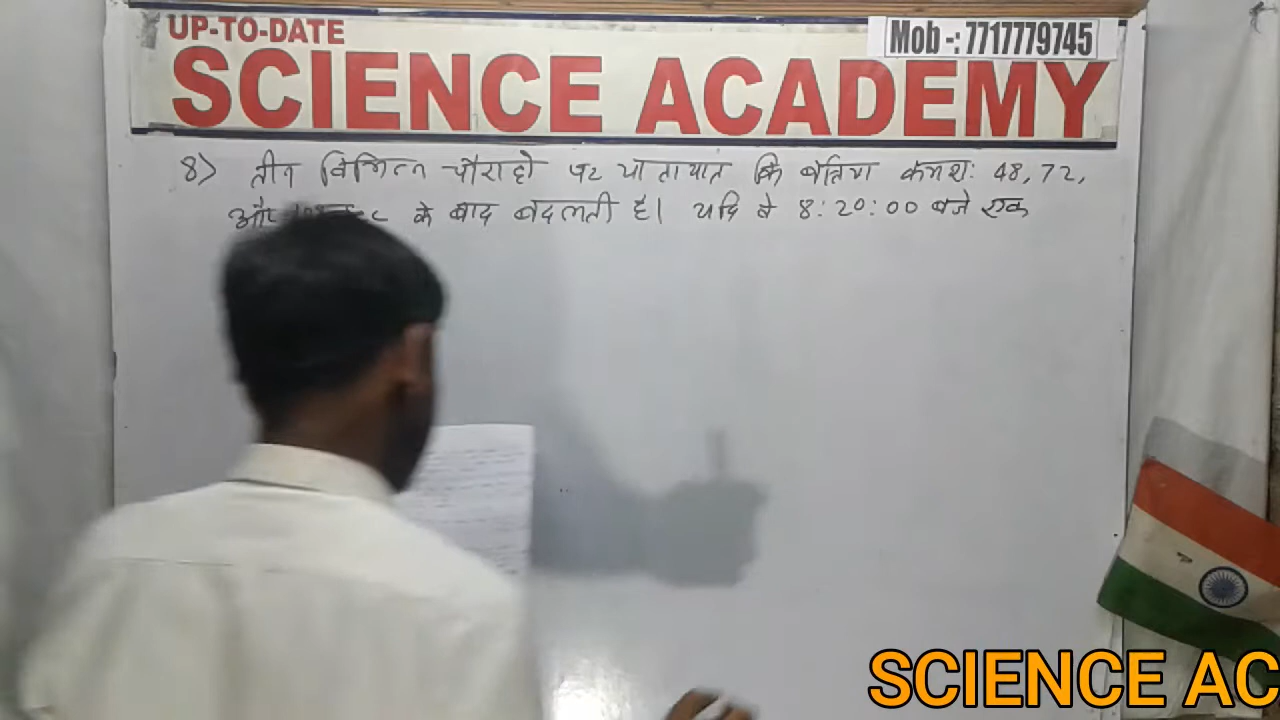 UP-TO-DATE
Mob -: 7717779745
SCIENCE ACADEMY
8) तीन विभिन्न चौराहो पर यातायात कि बतिया क्रमशः 48, 72,
के बाद बदलती है। यदि वे 8:20:00 बजे एक
SCIENCE AC